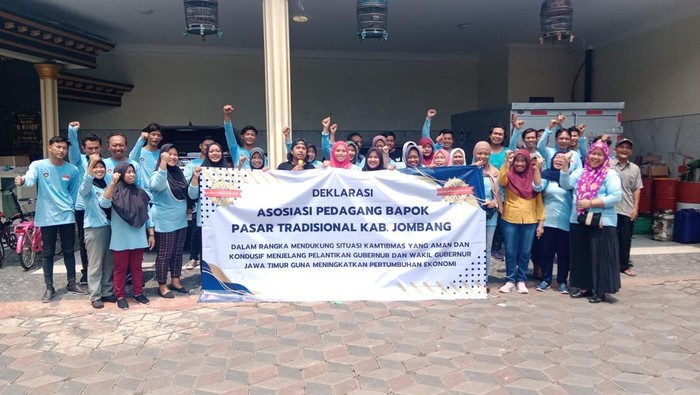 DEKLARASI
ASOSIASI PEDAGANG BAPOK
PASAR TRADISIONAL KAB. JOMBANG
DALAM RANGKA MENDUKUNG SITUASI KAMTIBMAS YANG AMAN DAN
KONDUSIF MENJELANG PELANTIKAN GUBERNUR DAN WAKIL GUBERNUR
JAWA TIMUR GUNA MENINGKATKAN PERTUMBUHAN EKONOMI